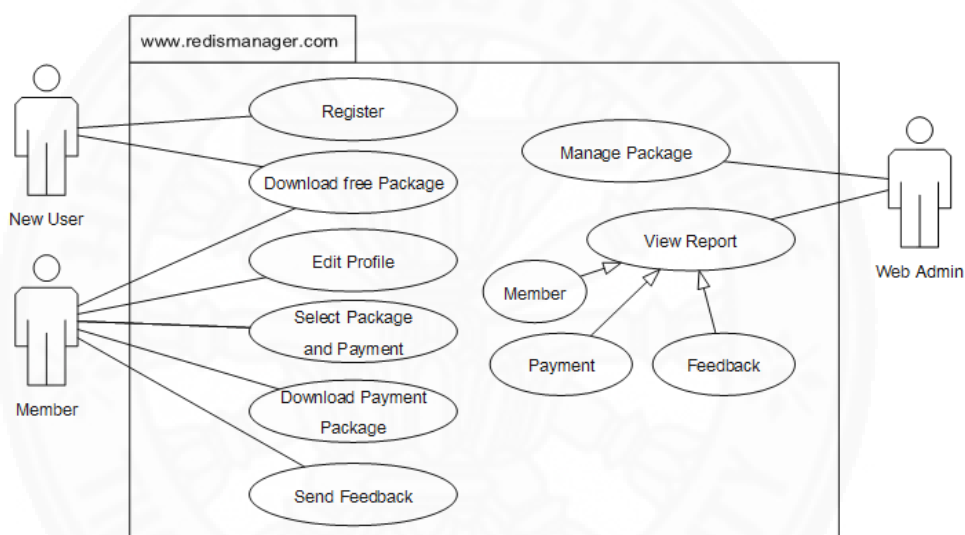 www.redismanager.com
Register
Download free Package
Edit Profile
Select Package
and Payment
Download Payment
Package
Send Feedback
New User
Member
Manage Package
View Report
Member
Payment
Feedback
Web Admin